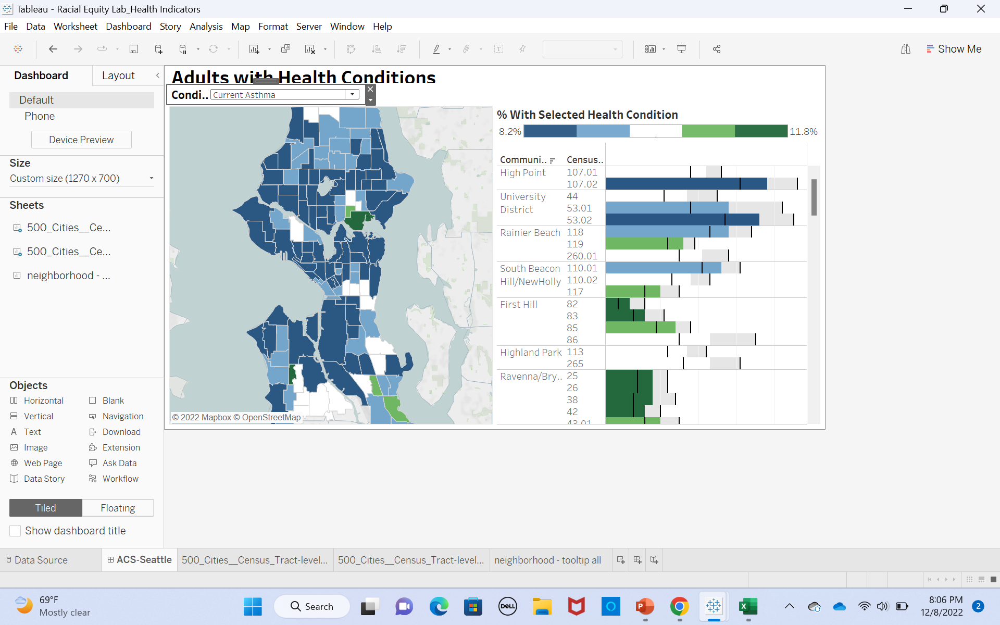 Tableau - Racial Equity Lab_Health Indicators
File Data Worksheet Dashboard Story Analysis Map Format Server Window Help
Show Me
Dashboard
Layout
Default
Phone
Device Preview
Size
Custom size (1270 x 700)
Sheets
500_Cities__Ce...
500_Cities__Ce...
neighborhood - ...
Objects
Horizontal
Blank
Vertical
Navigation
Text
Download
Image
Extension
Web Page
Ask Data
Data Story
Workflow
Tiled
Floating
Show dashboard title
Adults with Health Conditions
Condi.. Current Asthma
© 2022 Mapbox © OpenStreetMap
% With Selected Health Condition
8.2% 11.8%
Communi.. Census..
High Point 107.01
107.02
University 44
District 53.01
53.02
Rainier Beach 118
119
260.01
South Beacon 110.01
Hill/NewHolly 110.02
117
First Hill 82
83
85
86
Highland Park 113
265
Ravenna/Bry.. 25
26
38
42
43.01
Data Source
ACS-Seattle
500_Cities__Census_Tract-level...
500_Cities__Census_Tract-level...
neighborhood - tooltip all
69°F
Mostly clear
Search
DELL
8:06 PM
12/8/2022
2